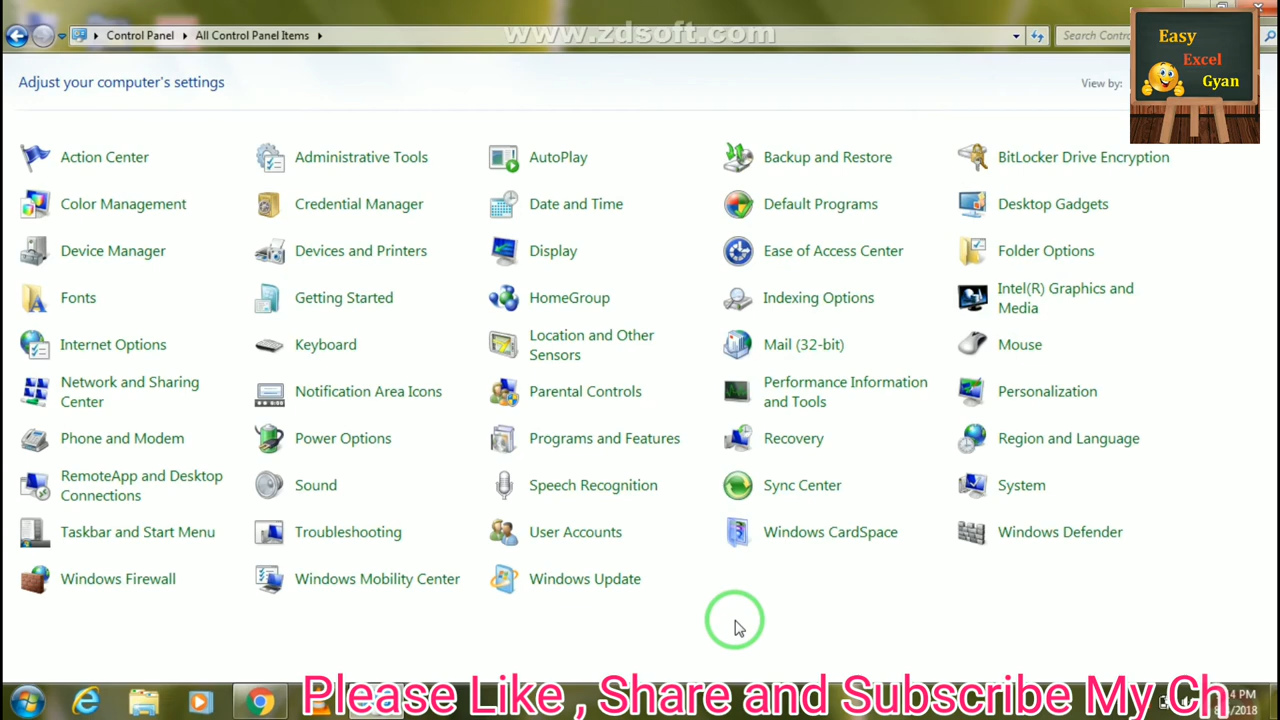 www.zdsoft.com
Control Panel
All Control Panel Items
Search Contro
Easy
Excel
Gyan
Adjust your computer's settings
View by:
Action Center
Administrative Tools
AutoPlay
Backup and Restore
BitLocker Drive Encryption
Color Management
Credential Manager
Date and Time
Default Programs
Desktop Gadgets
Device Manager
Devices and Printers
Display
Ease of Access Center
Folder Options
Fonts
Getting Started
HomeGroup
Indexing Options
Intel(R) Graphics and
Media
Internet Options
Keyboard
Location and Other
Sensors
Mail (32-bit)
Mouse
Network and Sharing
Center
Notification Area Icons
Parental Controls
Performance Information
and Tools
Personalization
Phone and Modem
Power Options
Programs and Features
Recovery
Region and Language
RemoteApp and Desktop
Connections
Sound
Speech Recognition
Sync Center
System
Taskbar and Start Menu
Troubleshooting
User Accounts
Windows CardSpace
Windows Defender
Windows Firewall
Windows Mobility Center
Windows Update
Please Like , Share and Subscribe My Ch
PM